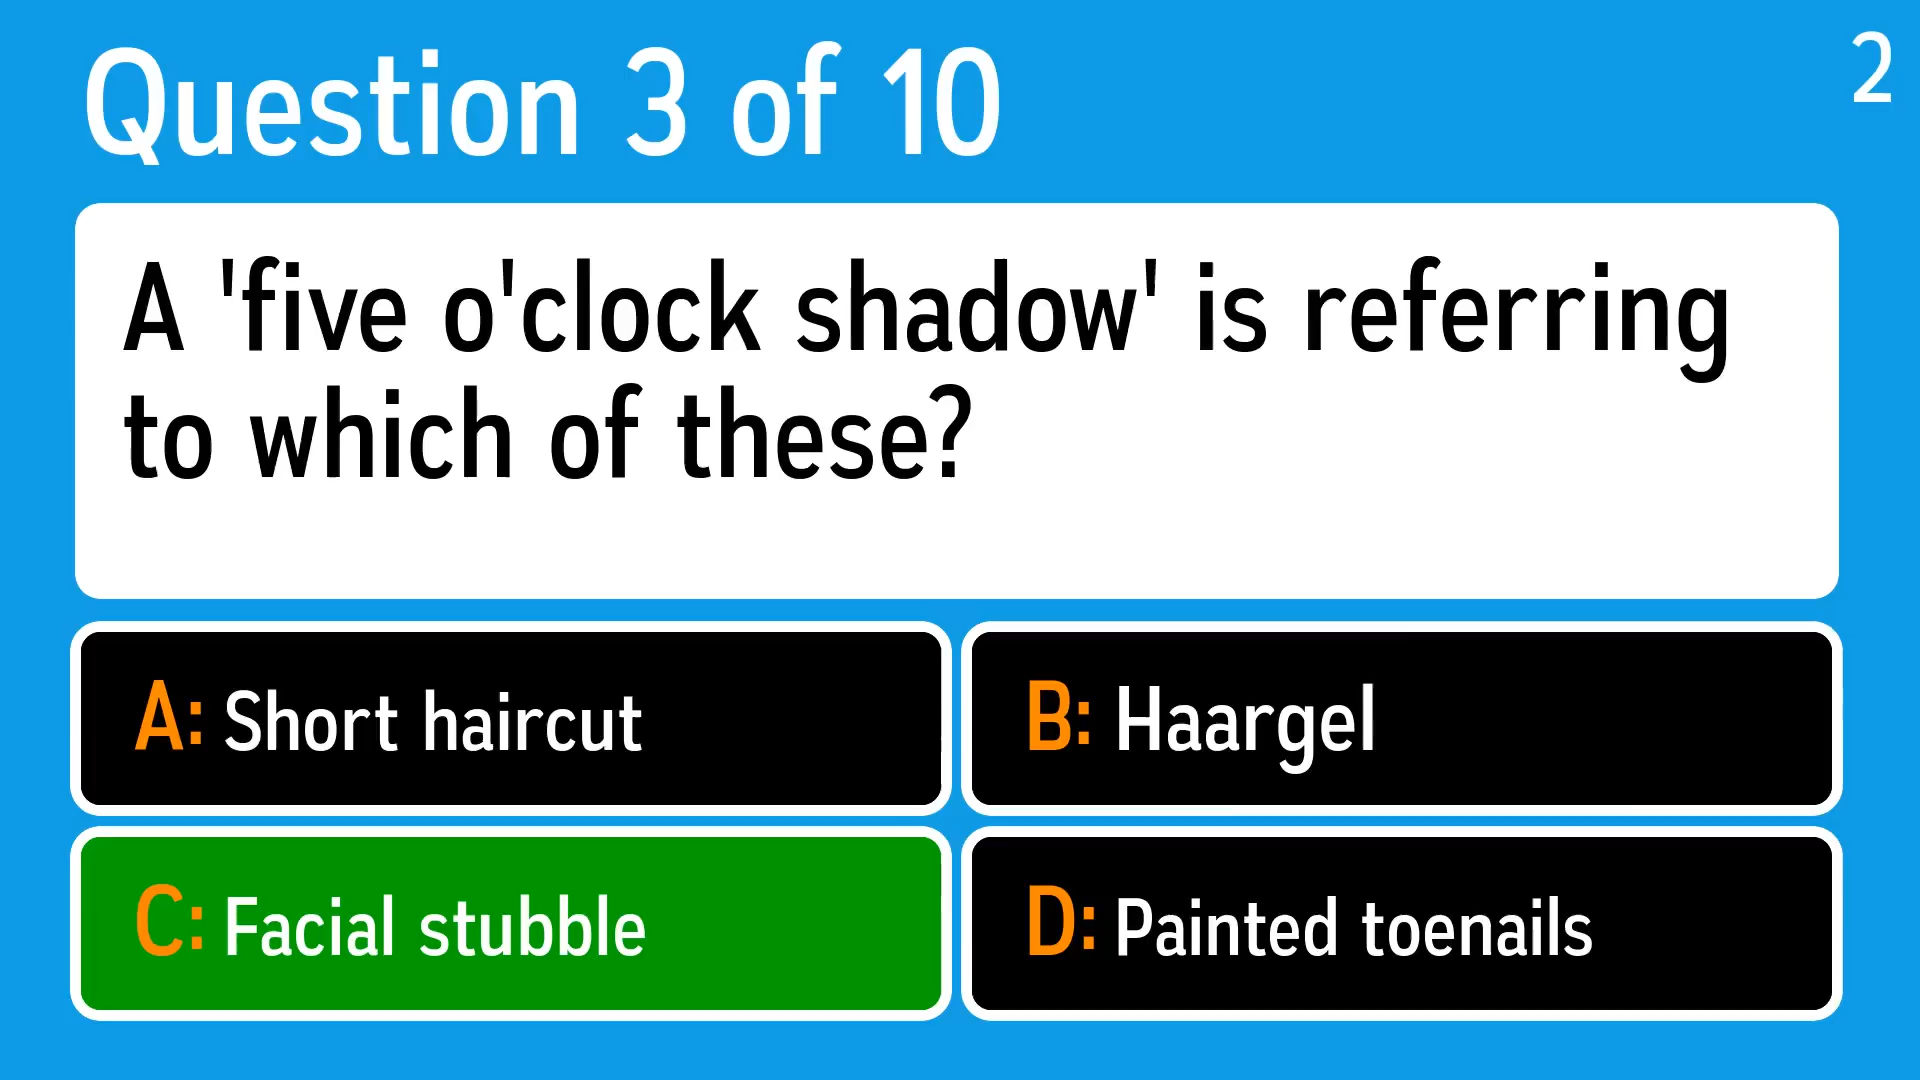 Question 3 of 10
2
A 'five o'clock shadow' is referring
to which of these?
A: Short haircut
B: Haargel
C: Facial stubble
D: Painted toenails